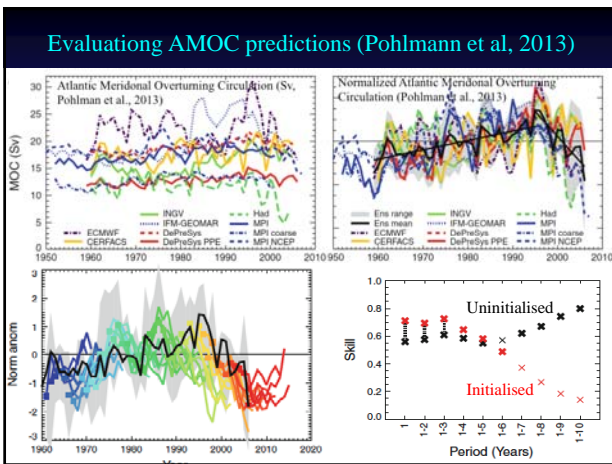 Evaluationg AMOC predictions (Pohlmann et al, 2013)
Atlantic Meridonal Overturning Circulation (Sv,
Pohlman et al., 2013)
MOC (Sv)
30
25
20
15
10
5
0
ECMWF
CERFACS
INGV
IFM-GEOMAR
DePreSys
DePreSys PPE
Had
MPI
MPI coarse
MPI NCEP
1950 1960 1970 1980 1990 2000
Normalized Atlantic Meridonal Overturning
Circulation (Pohlman et al., 2013)
Ens range
Ens mean
ECMWF
CERFACS
INGV
IFM-GEOMAR
DePreSys
DePreSys PPE
Had
MPI
MPI coarse
MPI NCEP
1950 1960 1970 1980 1990 2000 2010
Norm anom
3
2
1
0
-1
-2
-3
1960 1970 1980 1990 2000 2010 2020
Skill
1.0
0.8
0.6
0.4
0.2
0.0
Uninitialised
Initialised
1 1-2 1-3 1-4 1-5 1-6 1-7 1-8 1-9 1-10
Period (Years)